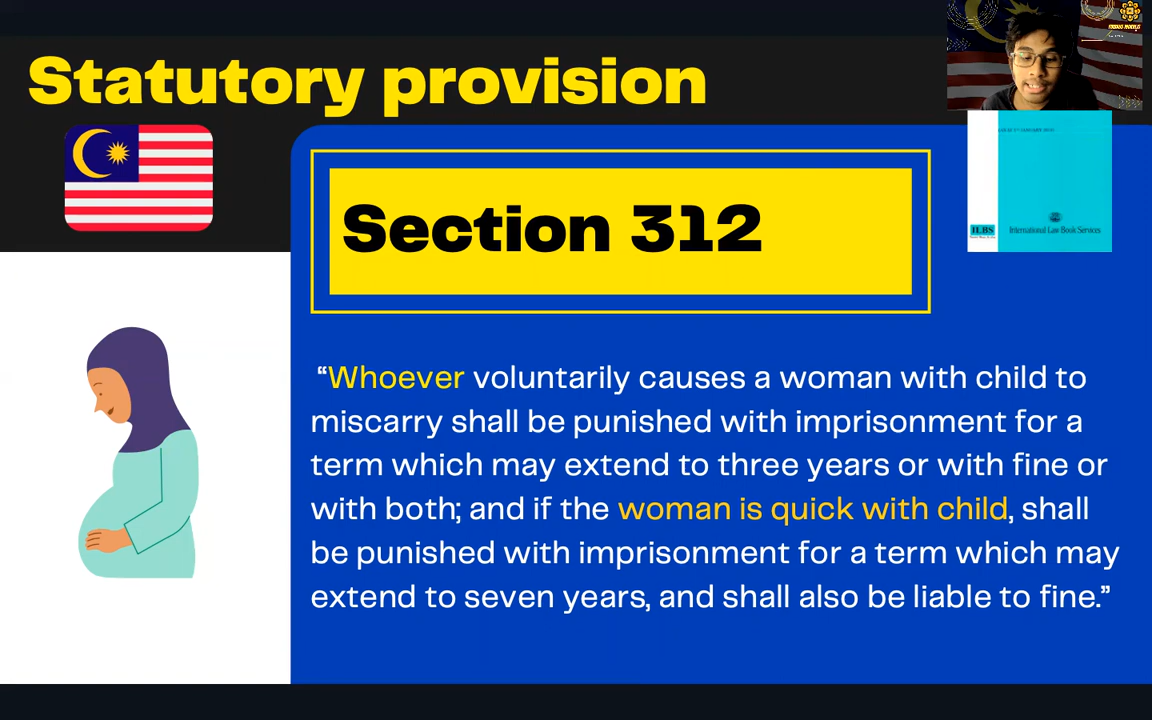 Statutory provision
Section 312
ILBS
International Law Book Services
“Whoever voluntarily causes a woman with child to
miscarry shall be punished with imprisonment for a
term which may extend to three years or with fine or
with both; and if the woman is quick with child, shall
be punished with imprisonment for a term which may
extend to seven years, and shall also be liable to fine.”